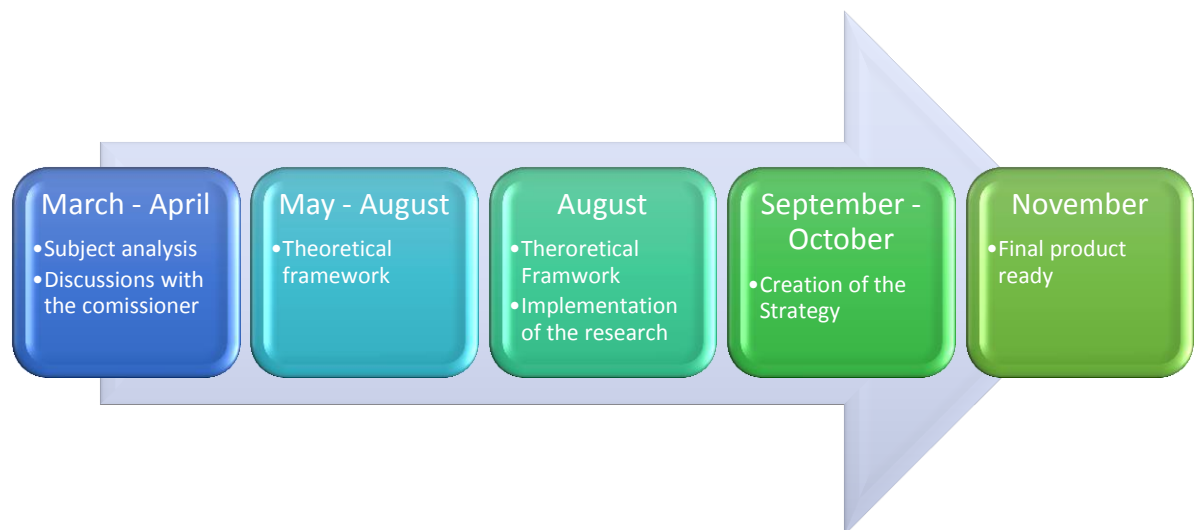 March - April
•Subject analysis
•Discussions with
the comissioner
May - August
•Theoretical
framework
August
•Theroretical
Framwork
•Implementation
of the research
September -
October
•Creation of the
Strategy
November
•Final product
ready